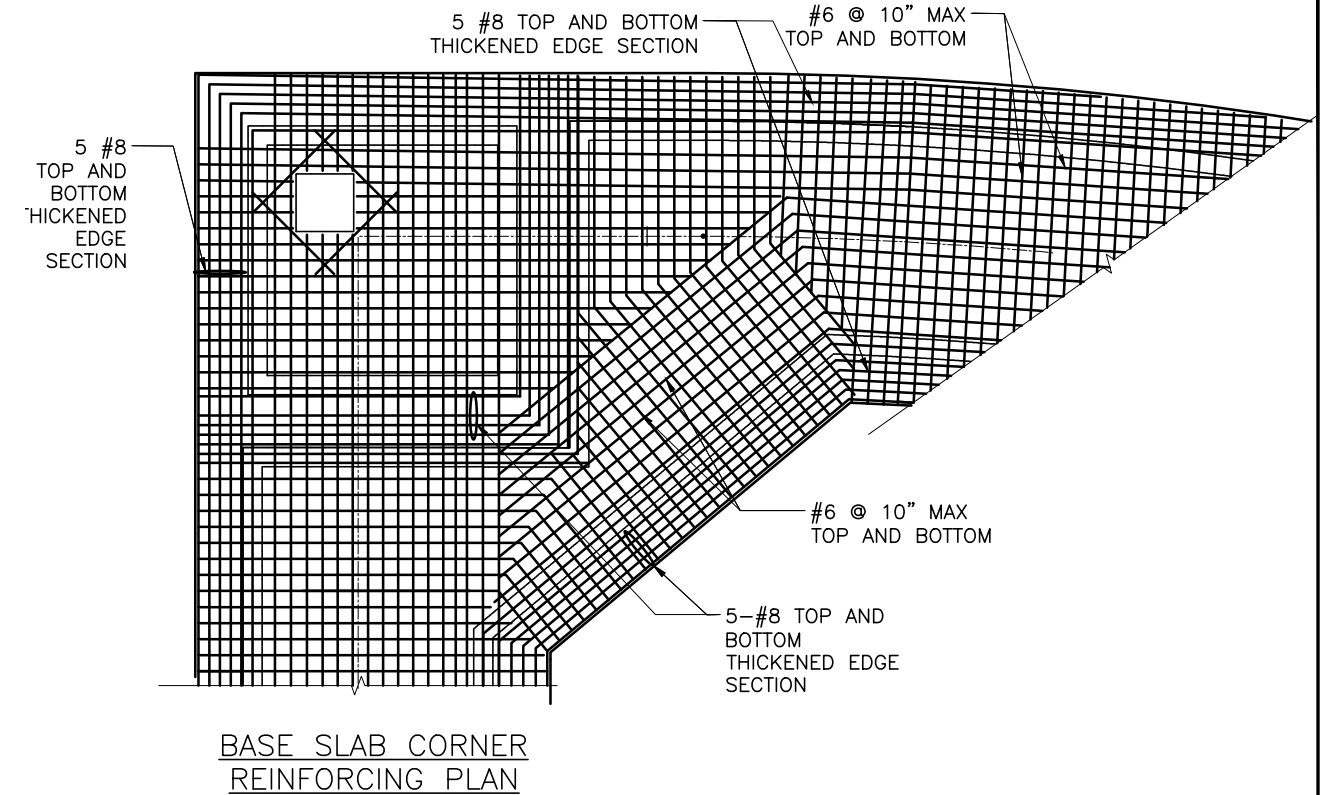 5 #8 TOP AND BOTTOM
THICKENED EDGE SECTION
#6 @ 10" MAX
TOP AND BOTTOM
5 #8
TOP AND
BOTTOM
THICKENED
EDGE
SECTION
#6 @ 10" MAX
TOP AND BOTTOM
5-#8 TOP AND
BOTTOM
THICKENED EDGE
SECTION
BASE SLAB CORNER
REINFORCING PLAN